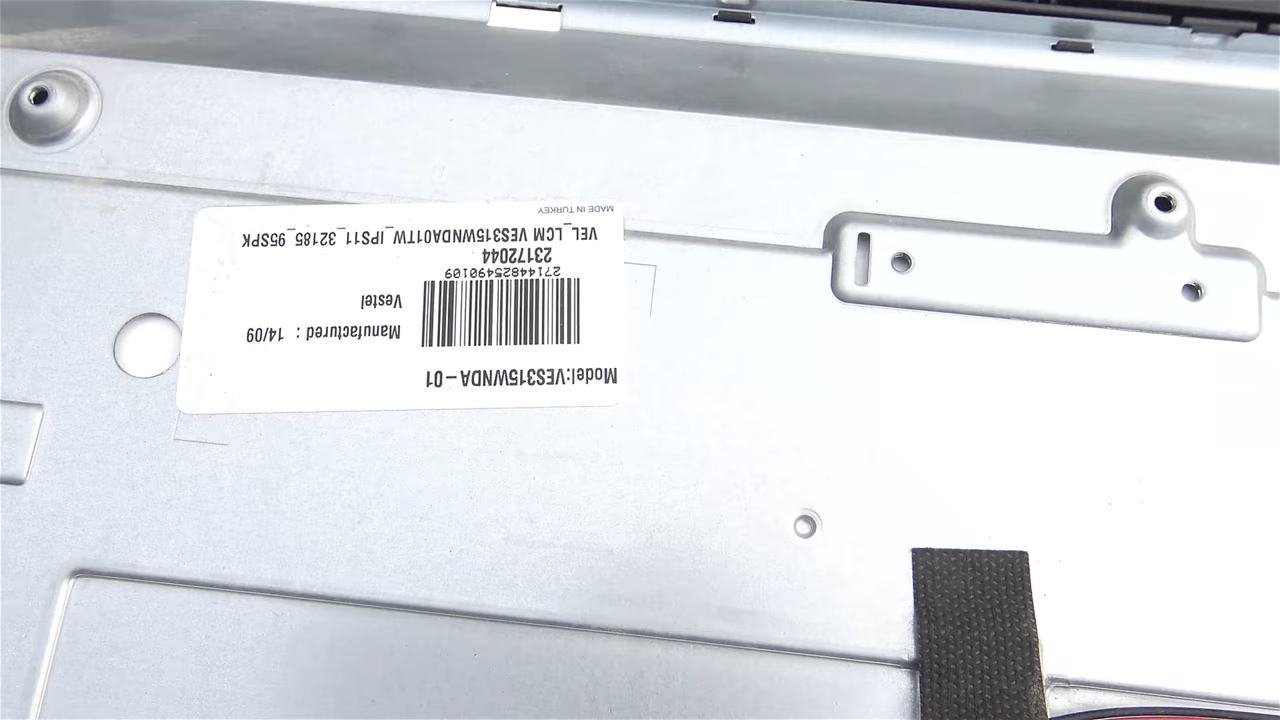 Model:VES315WNDA-01
Manufactured : 14/09
Vestel
27144825490109
23172044
VEL_LCM VES315WNDA01TW_IPS11_32185_95SPK
MADE IN TURKEY